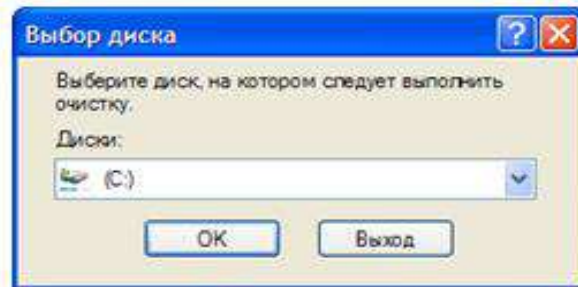 Выбор диска
Выберите диск, на котором следует выполнить
очистку.
Диски:
(C:)
OK
Выход